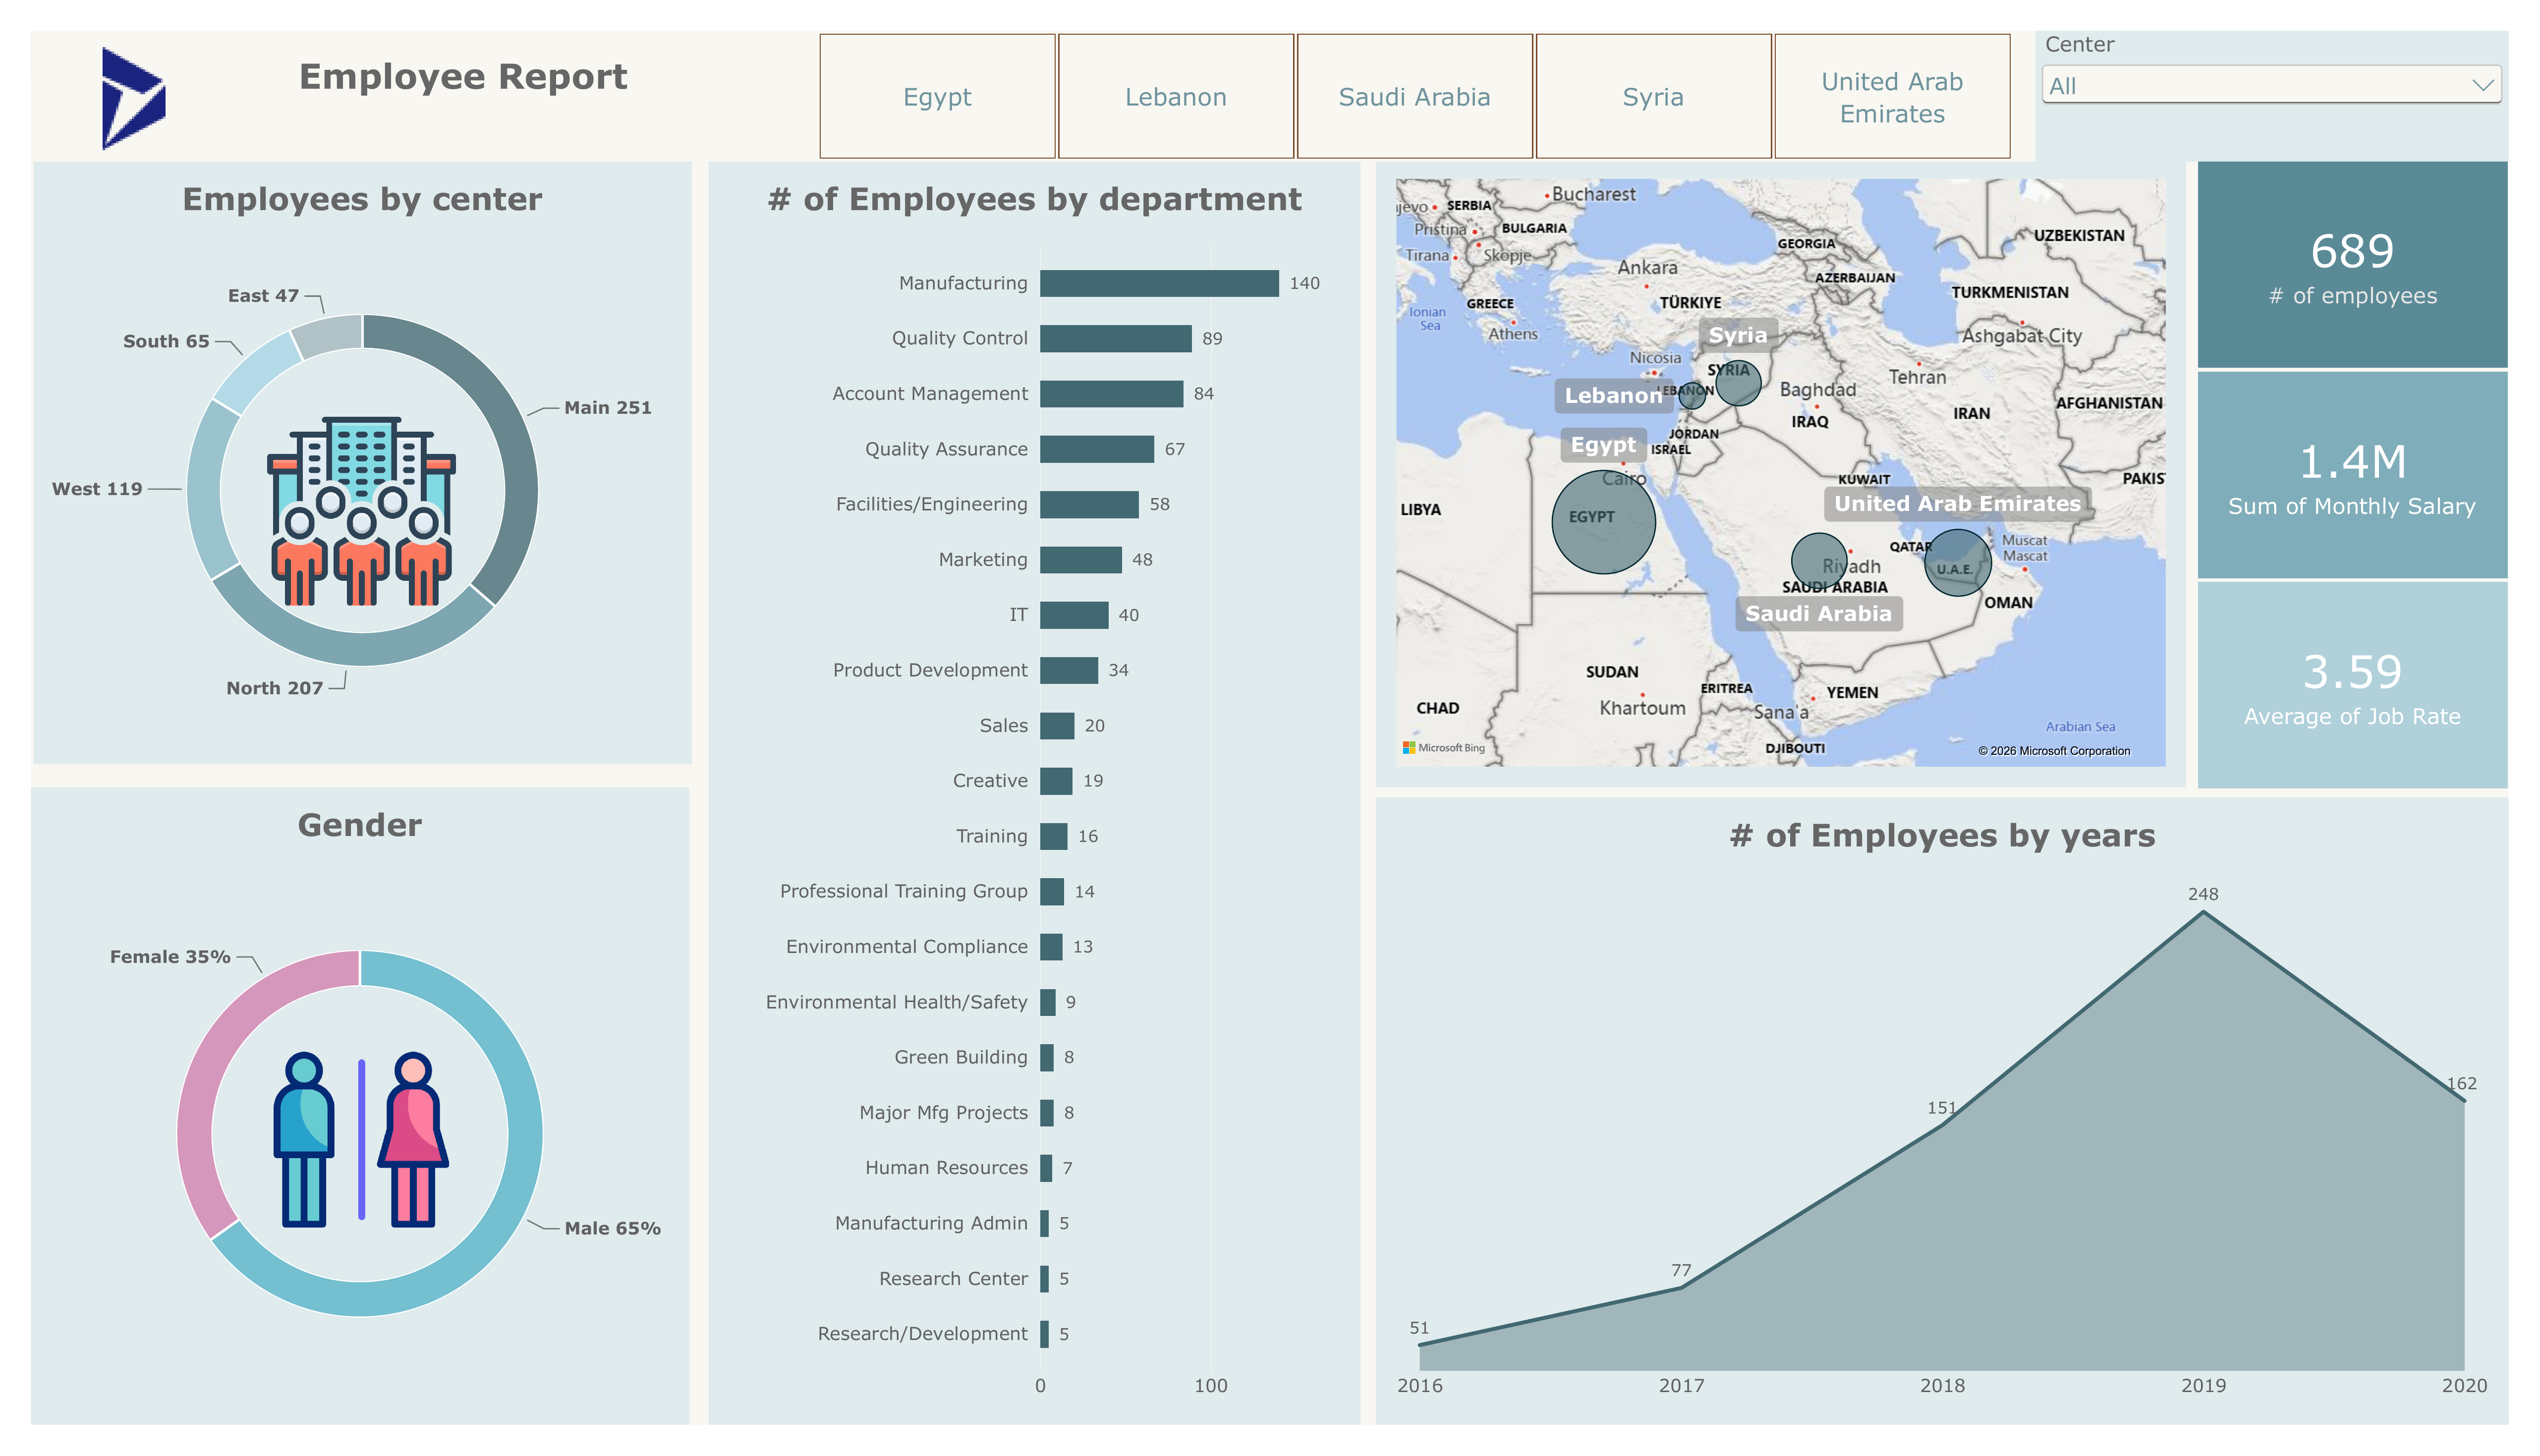 Employee Report
Egypt
Lebanon
Saudi Arabia
Syria
United Arab
Emirates
Center
All
Employees by center
East 47
South 65
Main 251
West 119
North 207
Gender
Female 35%
Male 65%
# of Employees by department
Manufacturing 140
Quality Control 89
Account Management 84
Quality Assurance 67
Facilities/Engineering 58
Marketing 48
IT 40
Product Development 34
Sales 20
Creative 19
Training 16
Professional Training Group 14
Environmental Compliance 13
Environmental Health/Safety 9
Green Building 8
Major Mfg Projects 8
Human Resources 7
Manufacturing Admin 5
Research Center 5
Research/Development 5
0 100
Bucharest
jevo
SERBIA
Pristina
BULGARIA
Tirana
Skopje
GEORGIA
UZBEKISTAN
Ankara
AZERBAIJAN
TURKMENISTAN
GREECE
TÜRKIYE
Ionian
Sea
Athens
Syria
Ashgabat City
Nicosia
SYRIA
Tehran
Lebanon
LEBANON
Baghdad
AFGHANISTAN
IRAQ
IRAN
Egypt
JORDAN
ISRAEL
Cairo
KUWAIT
PAKIS
LIBYA
EGYPT
United Arab Emirates
QATAR
Muscat
Mascat
Riyadh
U.A.E.
SAUDI ARABIA
OMAN
Saudi Arabia
SUDAN
ERITREA
YEMEN
CHAD
Khartoum
Sana'a
Arabian Sea
DJIBOUTI
Microsoft Bing
© 2026 Microsoft Corporation
689
# of employees
1.4M
Sum of Monthly Salary
3.59
Average of Job Rate
# of Employees by years
248
162
151
77
51
2016 2017 2018 2019 2020